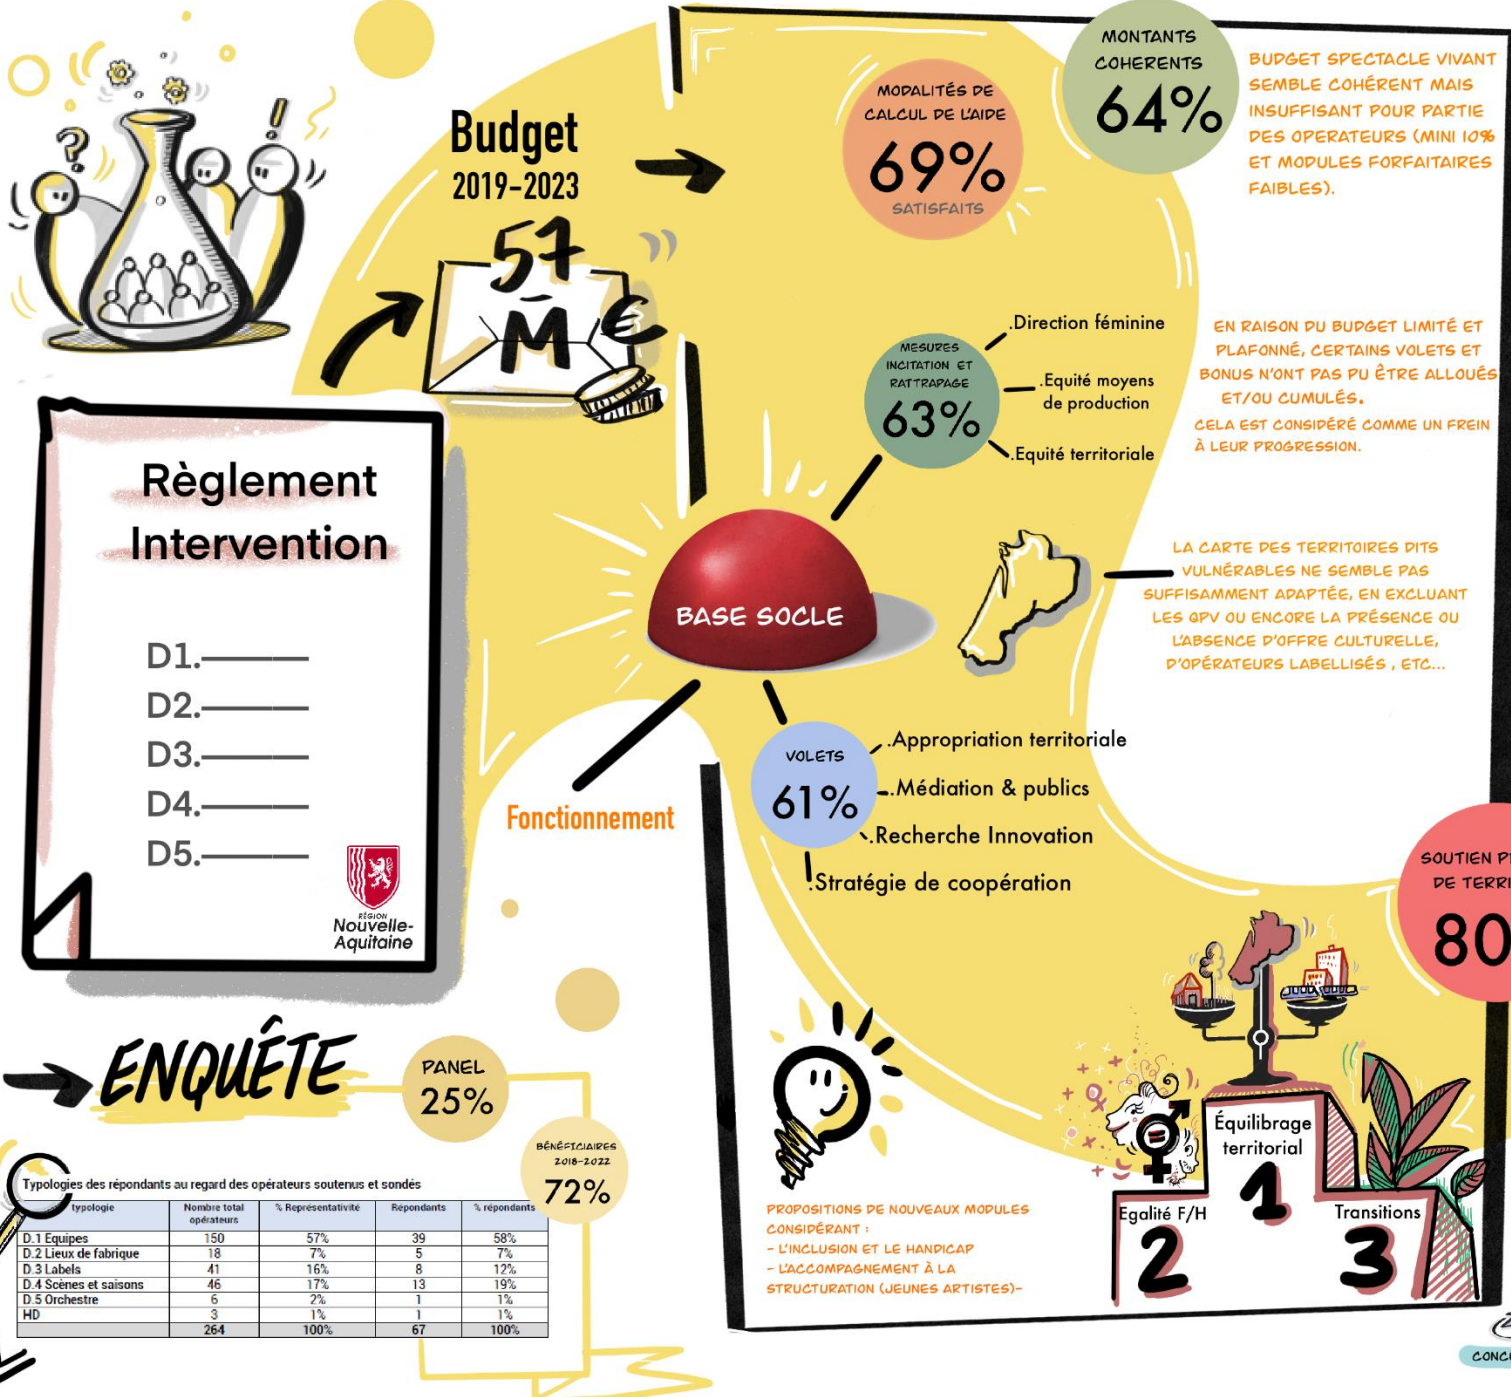 Budget
2019-2023
57
M €
MODALITÉS DE
CALCUL DE L'AIDE
69%
SATISFAITS
MONTANTS
COHERENTS
64%
BUDGET SPECTACLE VIVANT
SEMBLE COHÉRENT MAIS
INSUFFISANT POUR PARTIE
DES OPERATEURS (MINI 10%
ET MODULES FORFAITAIRES
FAIBLES).
MESURES
INCITATION ET
RATTRAPAGE
63%
.Direction féminine
.Equité moyens
de production
.Equité territoriale
EN RAISON DU BUDGET LIMITÉ ET
PLAFONNÉ, CERTAINS VOLETS ET
BONUS N'ONT PAS PU ÊTRE ALLOUÉS
ET/OU CUMULÉS.
CELA EST CONSIDÉRÉ COMME UN FREIN
À LEUR PROGRESSION.
Règlement
Intervention
D1.
D2.
D3.
D4.
D5.
RÉGION
Nouvelle-
Aquitaine
BASE SOCLE
LA CARTE DES TERRITOIRES DITS
VULNÉRABLES NE SEMBLE PAS
SUFFISAMMENT ADAPTÉE, EN EXCLUANT
LES QPV OU ENCORE LA PRÉSENCE OU
L'ABSENCE D'OFFRE CULTURELLE,
D'OPÉRATEURS LABELLISÉS , ETC...
Fonctionnement
VOLETS
61%
.Appropriation territoriale
.Médiation & publics
.Recherche Innovation
.Stratégie de coopération
SOUTIEN
DE
80
ENQUÊTE
PANEL
25%
BÉNÉFICIAIRES
2018-2022
72%
Typologies des répondants au regard des opérateurs soutenus et sondés
typologie Nombre total opérateurs % Représentativité Répondants % répondants
D.1 Equipes 150 57% 39 58%
D.2 Lieux de fabrique 18 7% 5 7%
D.3 Labels 41 16% 8 12%
D.4 Scènes et saisons 46 17% 13 19%
D.5 Orchestre 6 2% 1 1%
HD 3 1% 1 1%
264 100% 67 100%
PROPOSITIONS DE NOUVEAUX MODULES
CONSIDÉRANT :
- L'INCLUSION ET LE HANDICAP
- L'ACCOMPAGNEMENT À LA
STRUCTURATION (JEUNES ARTISTES)-
Équilibrage
territorial
1
Egalité F/H
2
Transitions
3